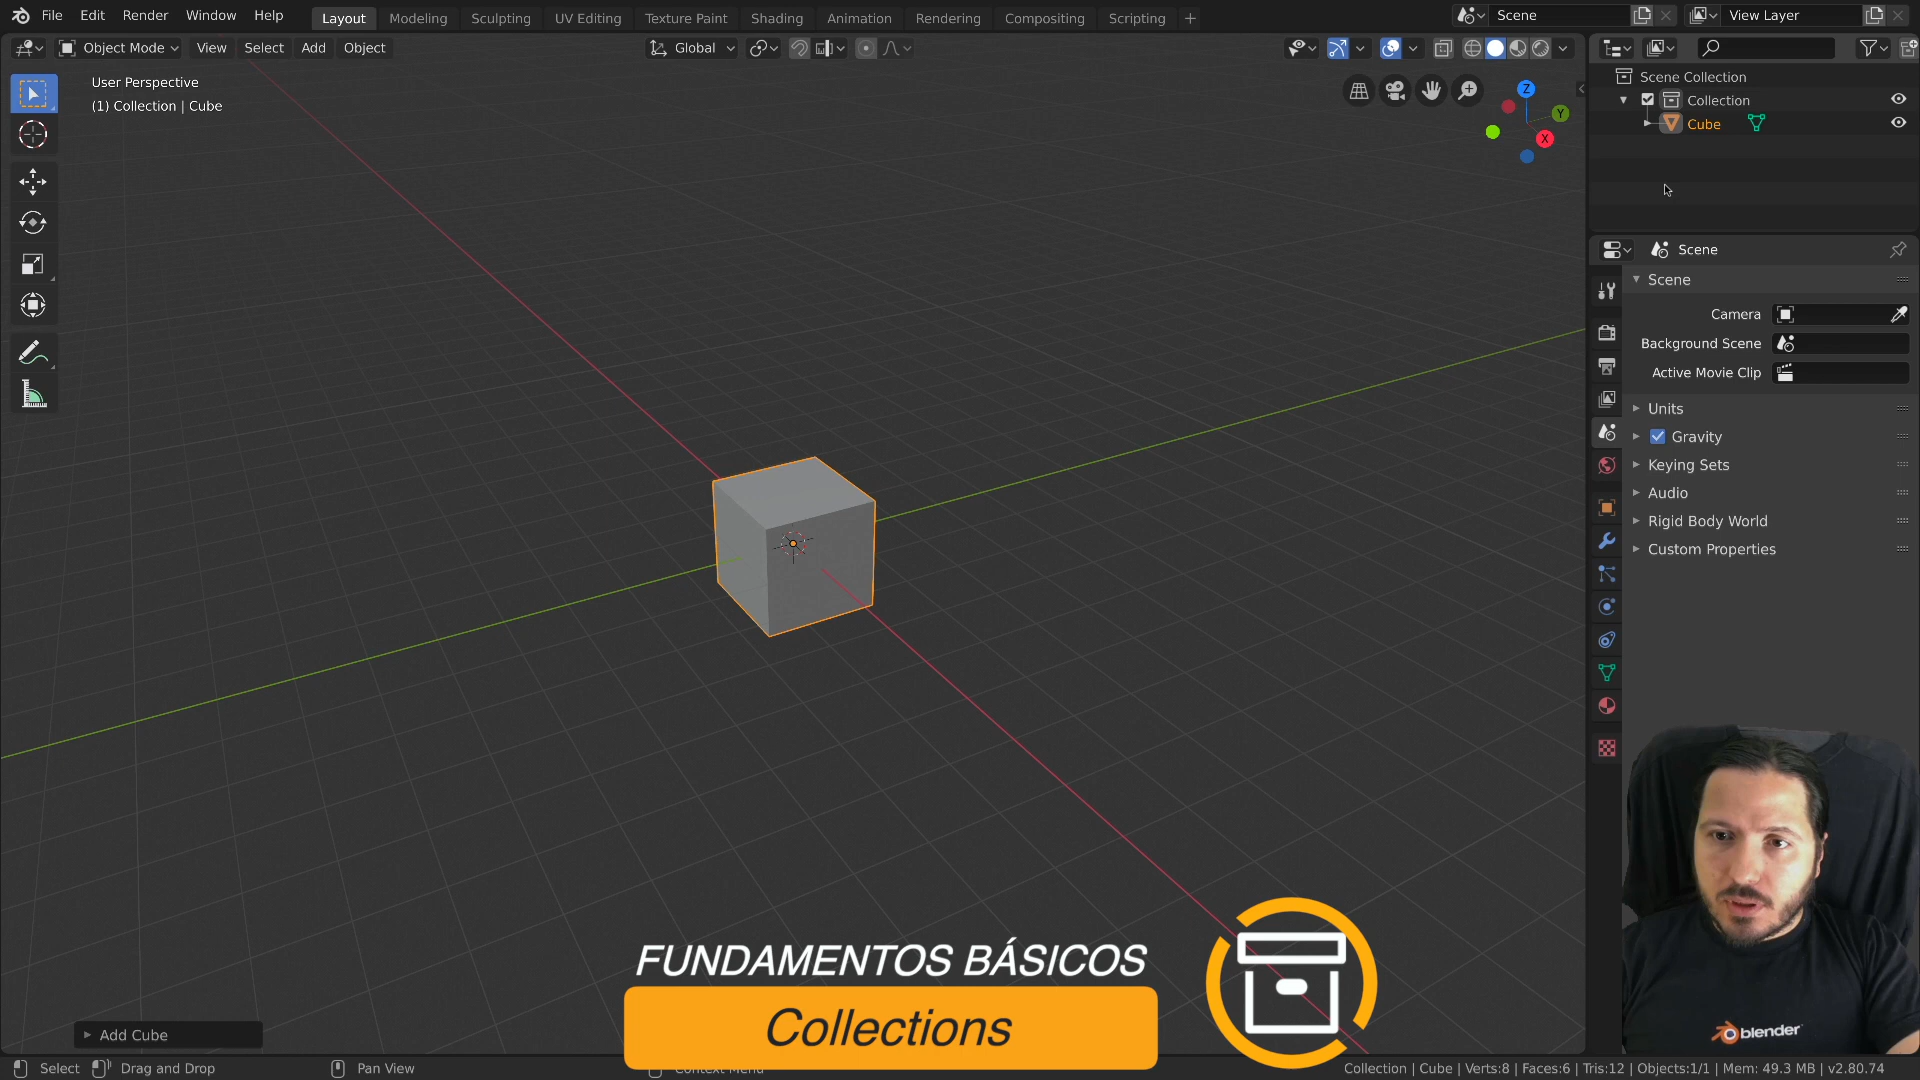 File Edit Render Window Help Layout Modeling Sculpting UV Editing Texture Paint Shading Animation Rendering Compositing Scripting + Scene View Layer
Object Mode View Select Add Object Global
User Perspective
(1) Collection | Cube
Z
Y
X
Scene Collection
Collection
Cube
Scene
Scene
Camera
Background Scene
Active Movie Clip
Units
Gravity
Keying Sets
Audio
Rigid Body World
Custom Properties
FUNDAMENTOS BÁSICOS
Collections
blender
Add Cube
Select Drag and Drop Pan View Collection | Cube | Verts:8 | Faces:6 | Tris:12 | Objects:1/1 | Mem: 49.3 MB | v2.80.74